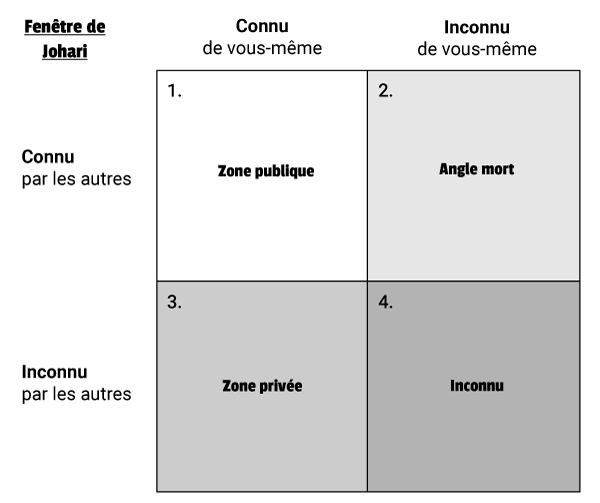 Fenêtre de
Johari
Connu
de vous-même
Inconnu
de vous-même
Connu
par les autres
1.
Zone publique
2.
Angle mort
Inconnu
par les autres
3.
Zone privée
4.
Inconnu